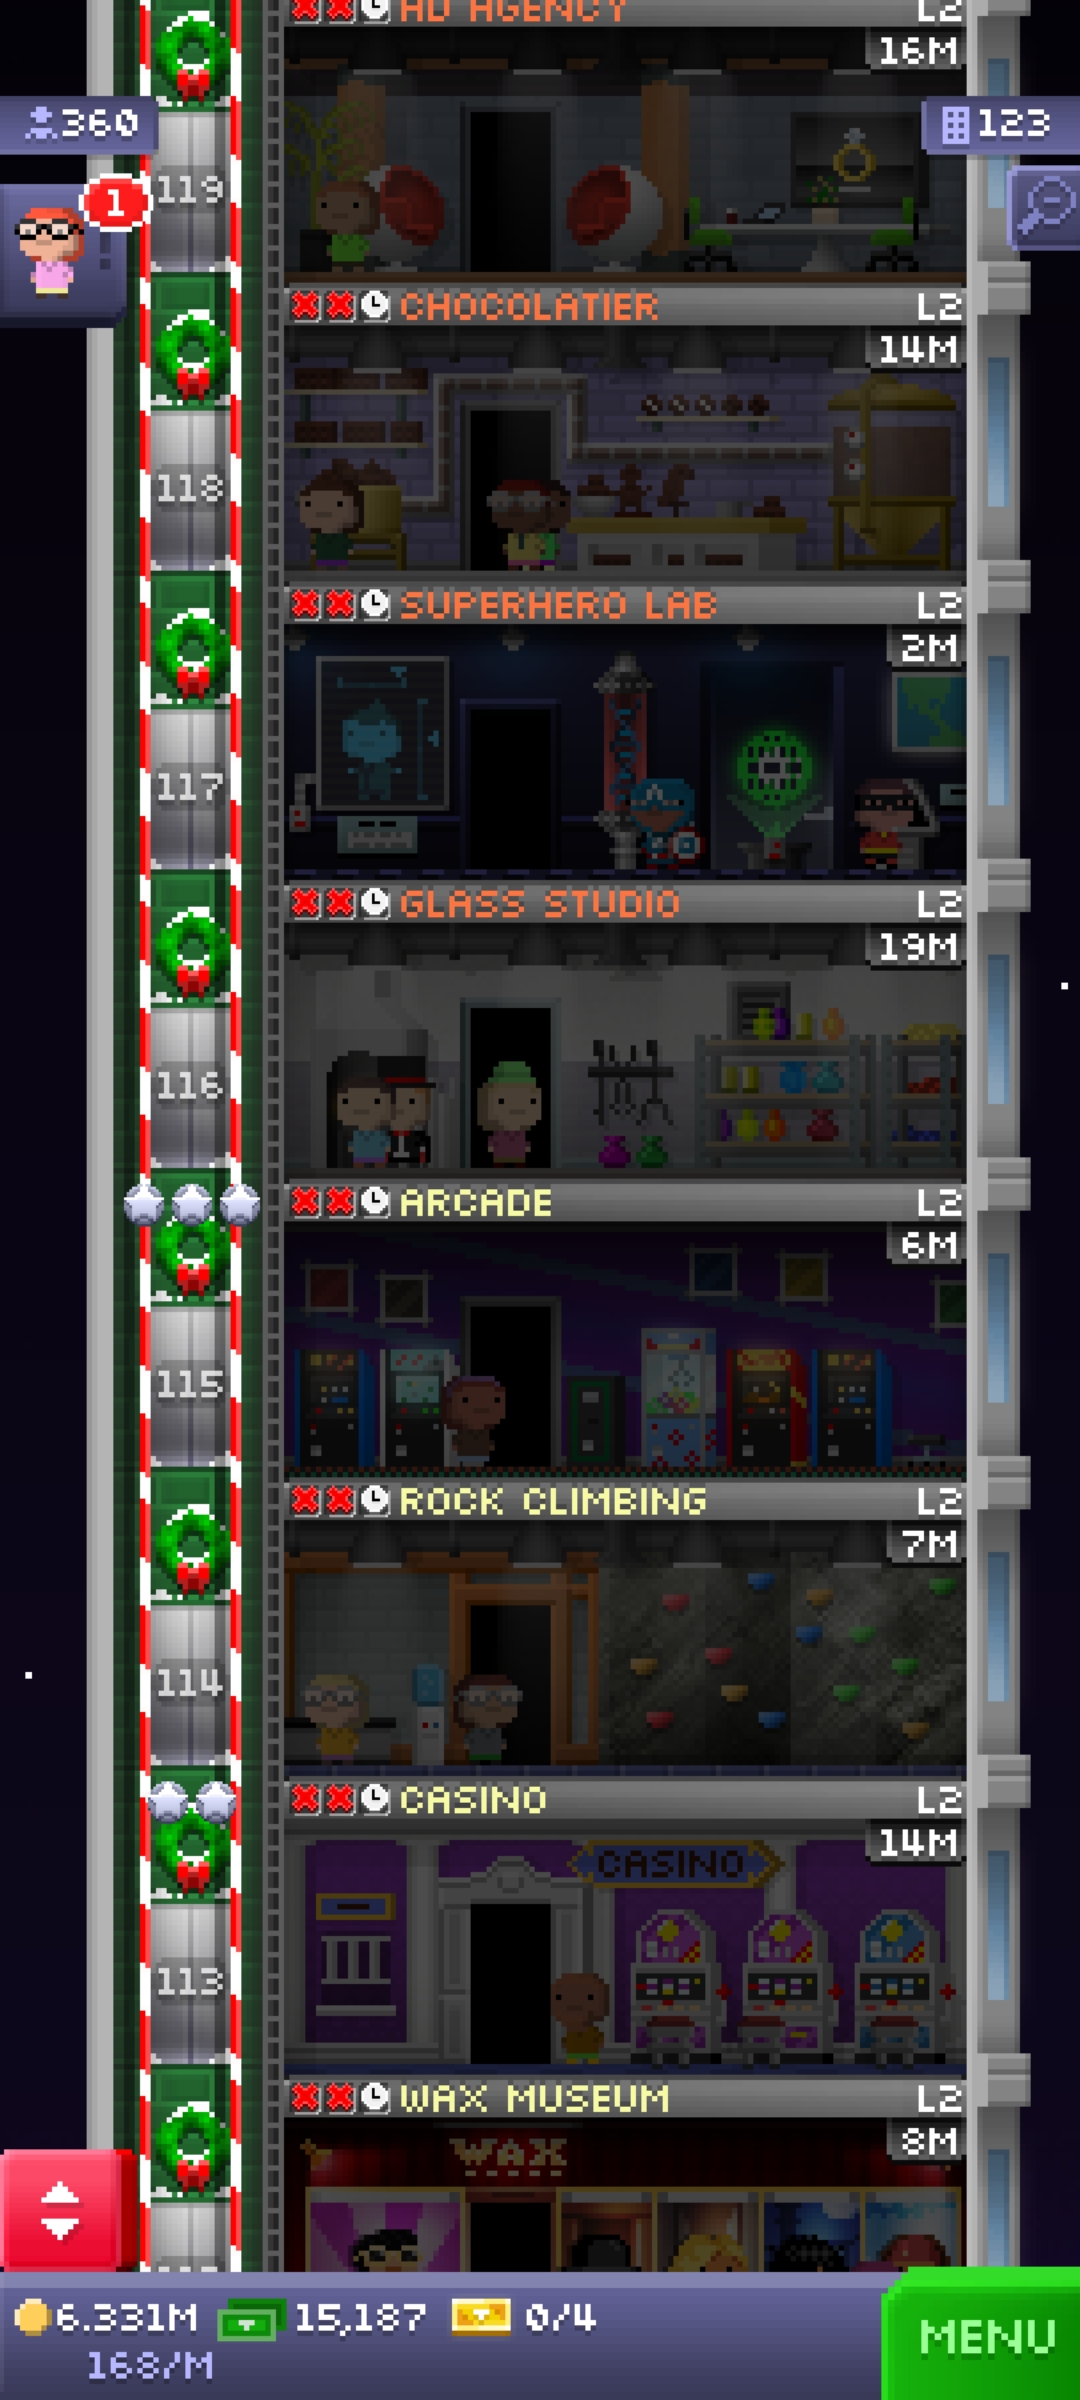 AD AGENCY L2
16M
360
123
1
119
CHOCOLATIER L2
14M
118
SUPERHERO LAB L2
2M
117
GLASS STUDIO L2
19M
116
ARCADE L2
6M
115
ROCK CLIMBING L2
7M
114
CASINO L2
14M
CASINO
113
WAX MUSEUM L2
8M
WAX
6.331M 15,187 0/4
168/M
MENU